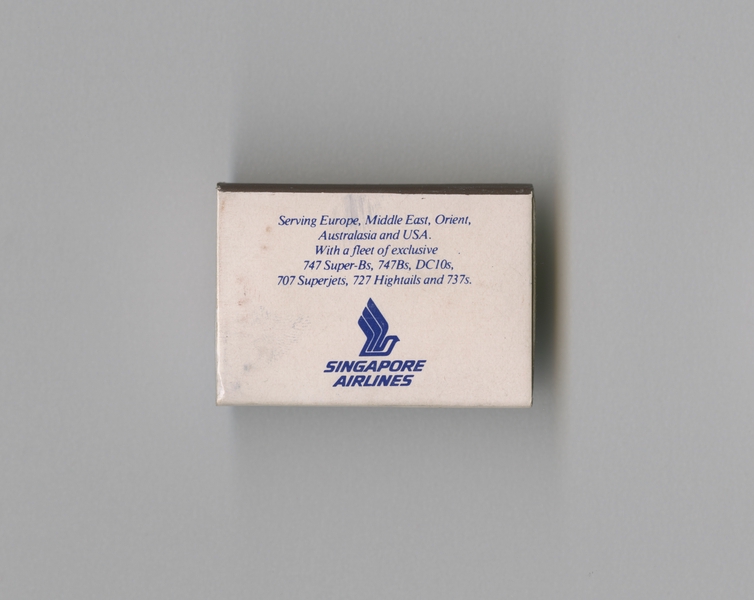 Serving Europe, Middle East, Orient,
Australasia and USA.
With a fleet of exclusive
747 Super-Bs, 747Bs, DC10s,
707 Superjets, 727 Hightails and 737s.
SINGAPORE
AIRLINES